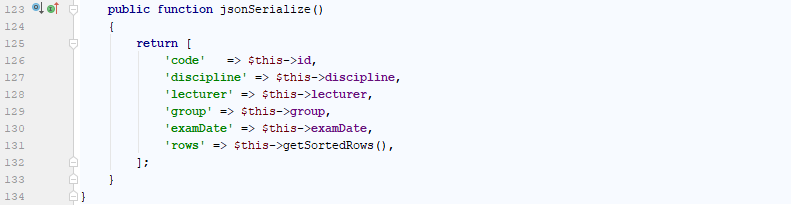 123 public function jsonSerialize()
124 {
125 return [
126 'code'   => $this->id,
127 'discipline' => $this->discipline,
128 'lecturer' => $this->lecturer,
129 'group' => $this->group,
130 'examDate' => $this->examDate,
131 'rows' => $this->getSortedRows(),
132 ];
133 }
134 }